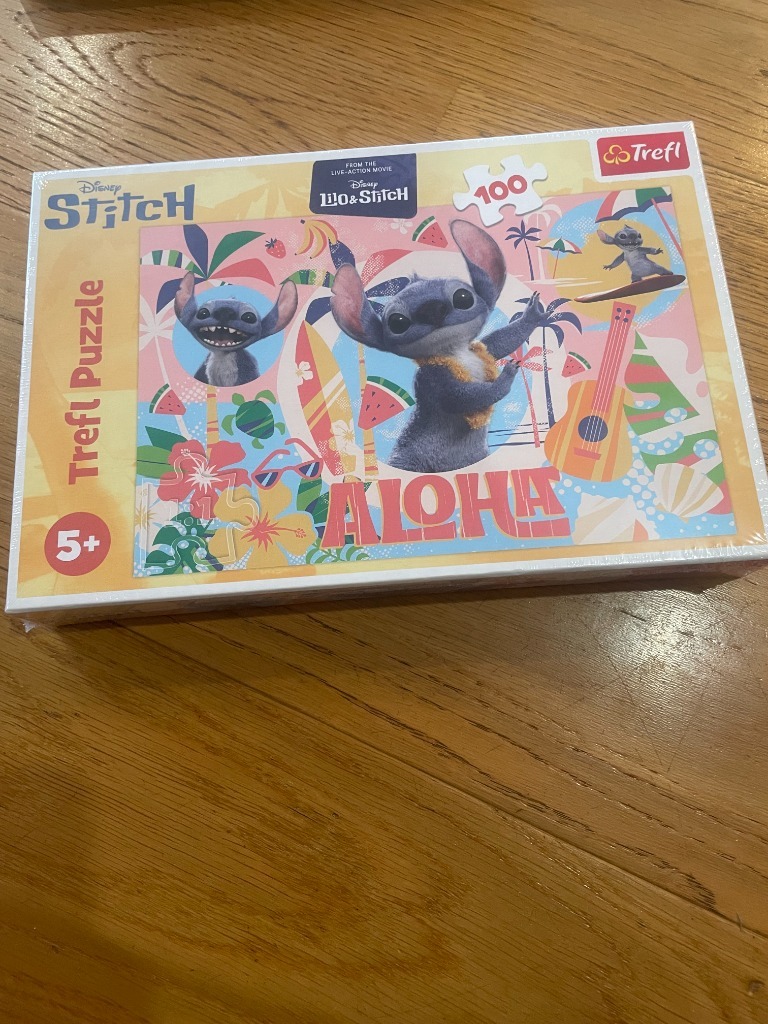 Disney
Stitch
FROM THE
LIVE-ACTION MOVIE
Disney
Lilo & Stitch
100
Trefl
Trefl Puzzle
5+
ALOHA